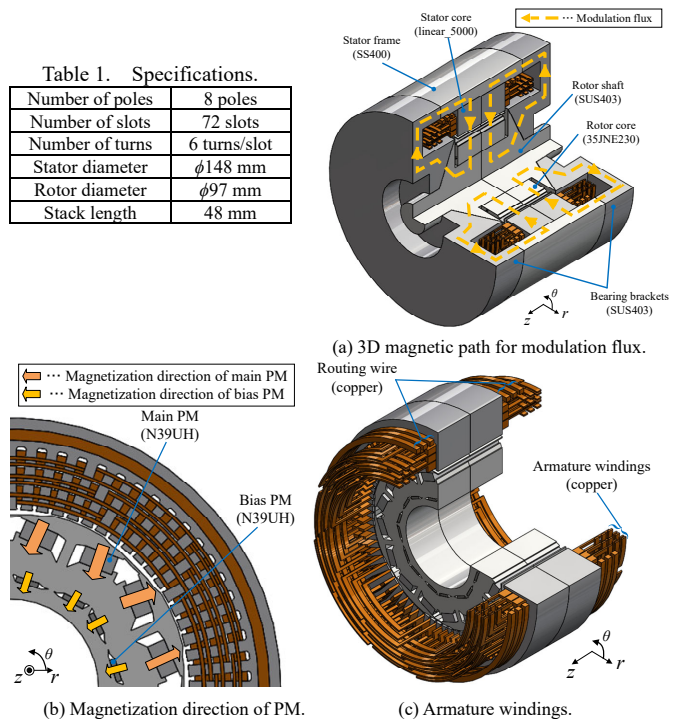 Table 1. Specifications.
Number of poles 8 poles
Number of slots 72 slots
Number of turns 6 turns/slot
Stator diameter ϕ148 mm
Rotor diameter ϕ97 mm
Stack length 48 mm
··· Modulation flux
Stator core
(linear_5000)
Stator frame
(SS400)
Rotor shaft
(SUS403)
Rotor core
(35JNE230)
Bearing brackets
(SUS403)
θ
z r
(a) 3D magnetic path for modulation flux.
··· Magnetization direction of main PM
··· Magnetization direction of bias PM
Main PM
(N39UH)
Bias PM
(N39UH)
θ
z r
(b) Magnetization direction of PM.
Routing wire
(copper)
Armature windings
(copper)
θ
z r
(c) Armature windings.